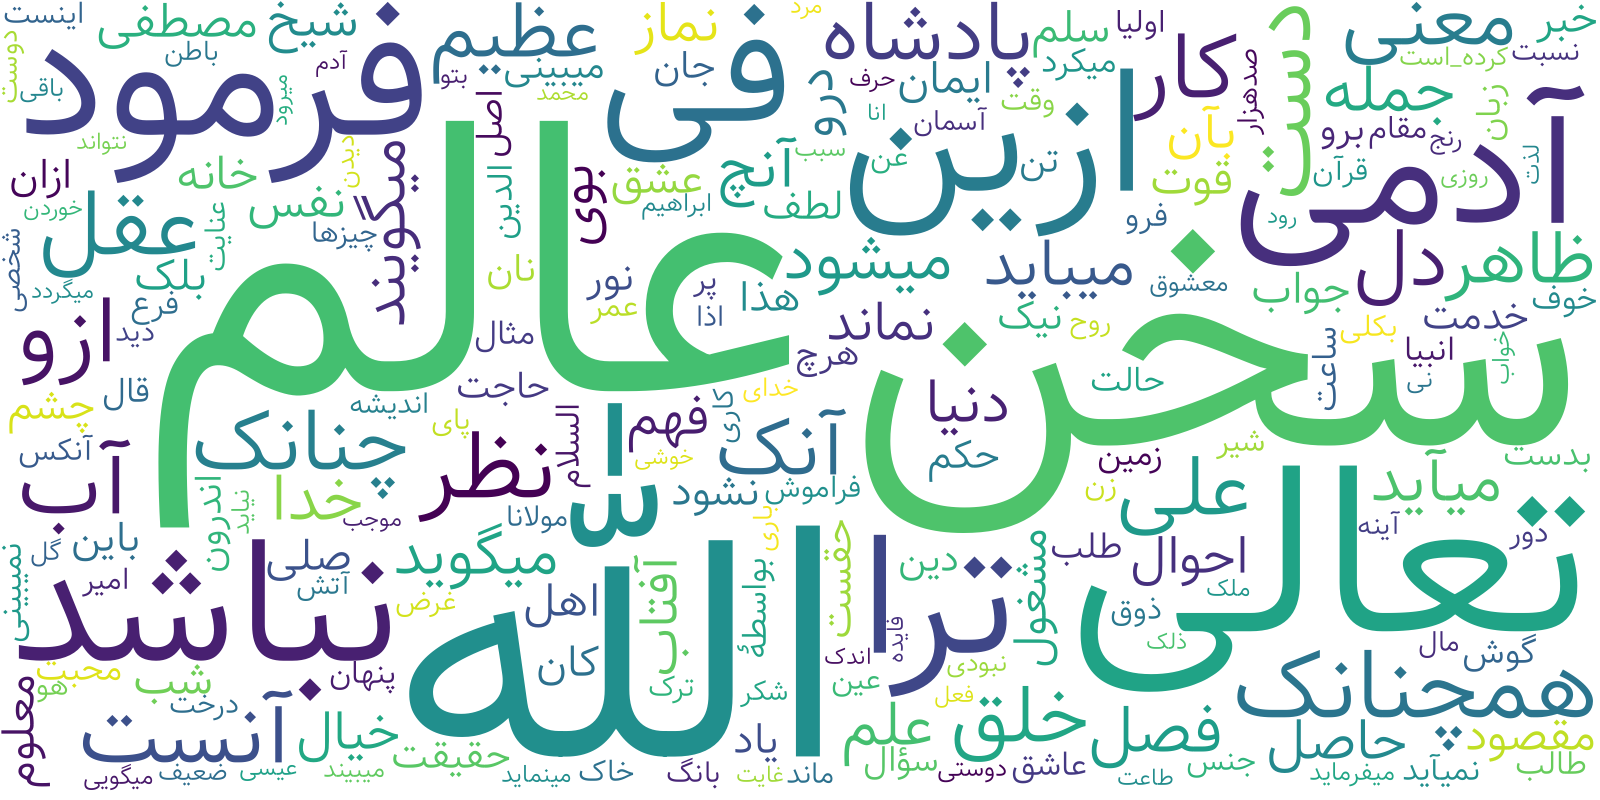 اینست
مصطفی
شیخ
عظیم
نماز
مرد
پادشاه
سلم
اولیا
دست
معنی
خبر
دوست
باطن
فرمود
آدم
بتو
میبینی
جان
فی
حرف
ایمان
میکرد
کار
صدهزار
کرده_است
نسبت
باقی
میرود
اصل
محمد
درو
انا
وقت
ازین
جمله
زبان
نتواند
دیدن
میگویند
آسمان
بآن
برو
مقام
رنج
آدمی
ازان
خانه
الدین
بوی
عشق
آنچ
سبب
عن
تن
قوت
قرآن
روزی
لذت
خوردن
عقل
عنایت
نفس
چیزها
ابراهیم
لطف
فرو
رود
شخصی
بلک
نان
نور
پر
هذا
میشود
میباید
معشوق
جواب
دل
ظاهر
میگردد
فرع
عمر
اذا
خوف
ازو
دید
عالم
مثال
نماند
نیک
روح
بکلی
خدمت
هرچ
سخن
ساعت
انبیا
خواب
چشم
قال
اندیشه
حاجت
کاری
خدای
دنیا
حالت
نی
آنکس
چنانک
پای
السلام
فهم
آنک
حکم
زمین
شیر
بدست
آب
اندرون
نیاید
خدا
نظر
خوشی
نشود
فراموش
زن
علی
میآید
موجب
مولانا
اللّه
باری
آینه
دور
باین
گل
نمیبینی
امیر
نباشد
صلی
آتش
میگوید
آفتاب
بواسطهٔ
حقست
ترا
دین
مشغول
طلب
احوال
تعالی
غرض
اهل
فایده
ذوق
ملک
محبت
هو
معلوم
پنهان
کان
ترک
شکر
اندک
عین
نبودی
فعل
ذلک
مال
گوش
شب
درخت
همچنانک
آنست
خیال
حقیقت
یاد
علم
خلق
فصل
حاصل
مقصود
میگویی
ضعیف
عیسی
میبیند
مینماید
خاک
بانگ
غایت
ماند
سؤال
دوستی
عاشق
طاعت
جنس
میفرماید
نمیآید
طالب